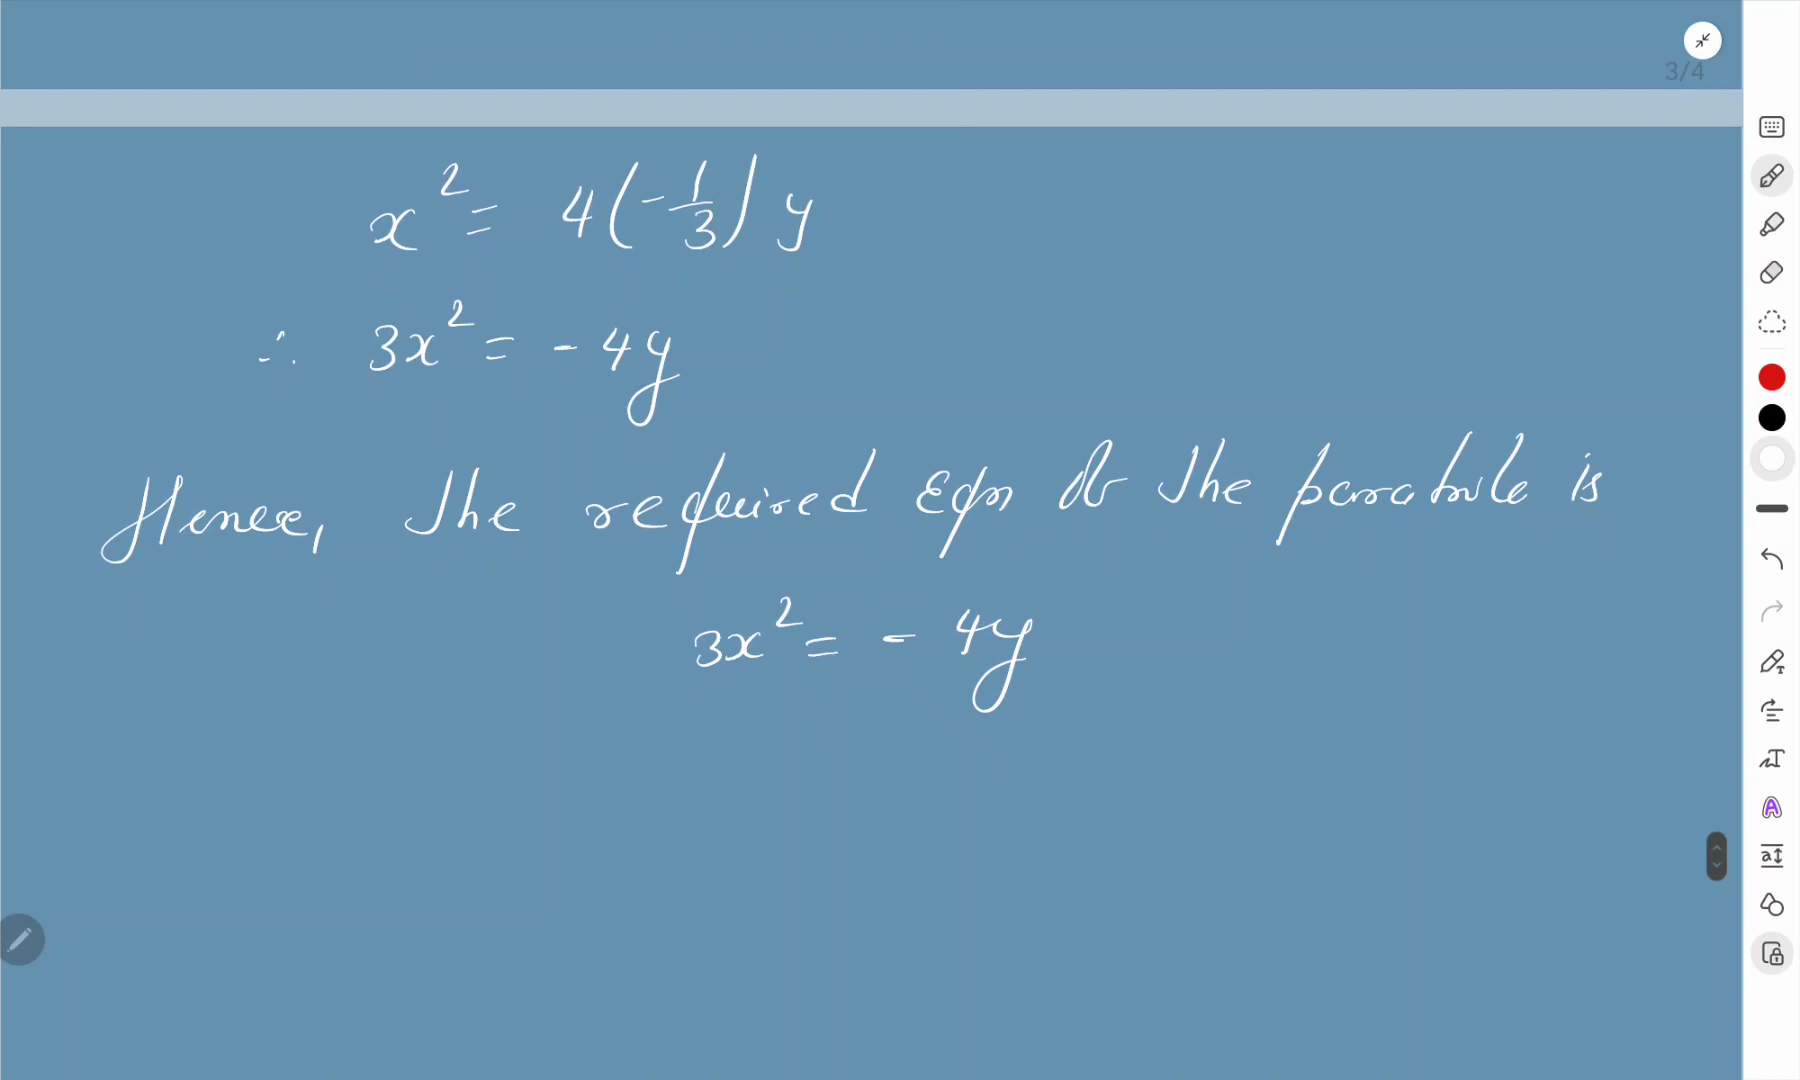 3/4
x² = 4(-1/3) y
∴ 3x² = - 4y
Hence, The required Eqn of The parabola is
3x² = - 4y